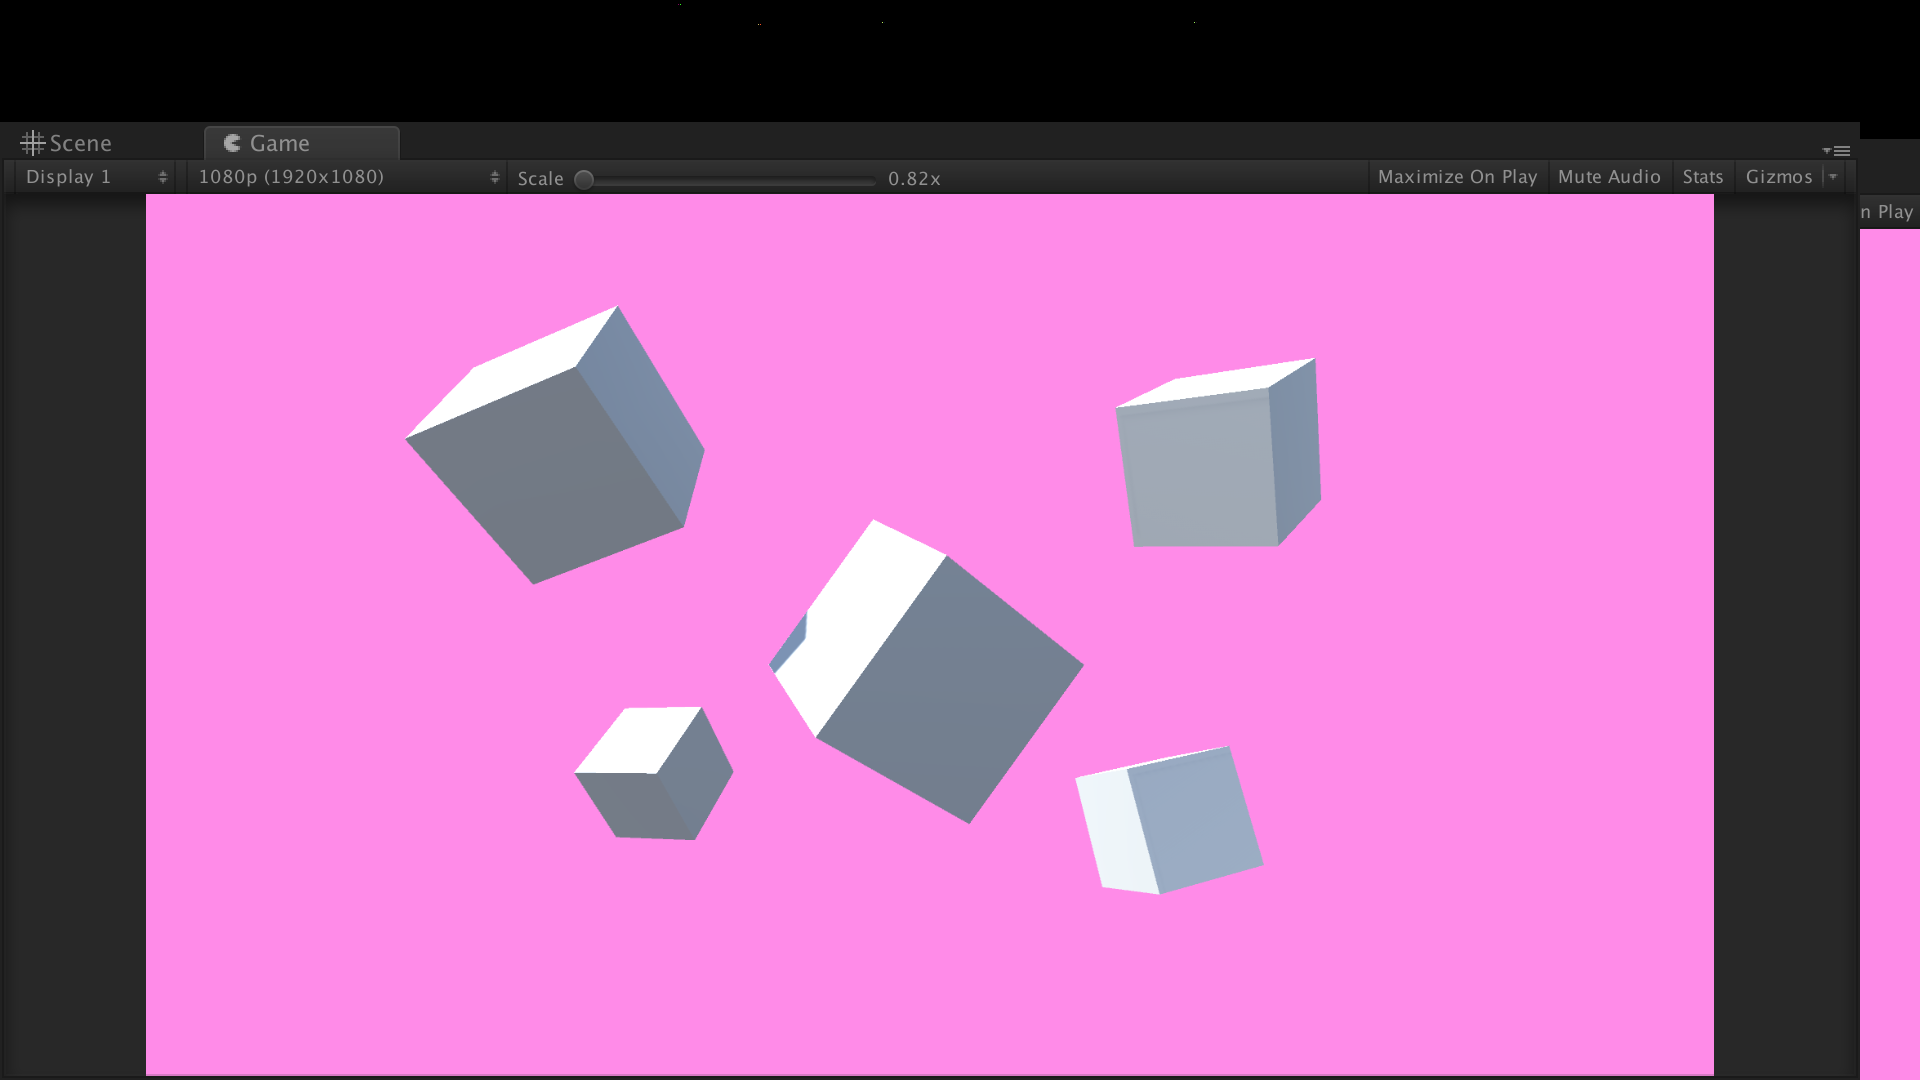 Scene
Game
Display 1
1080p (1920x1080)
Scale
0.82x
Maximize On Play
Mute Audio
Stats
Gizmos
n Play